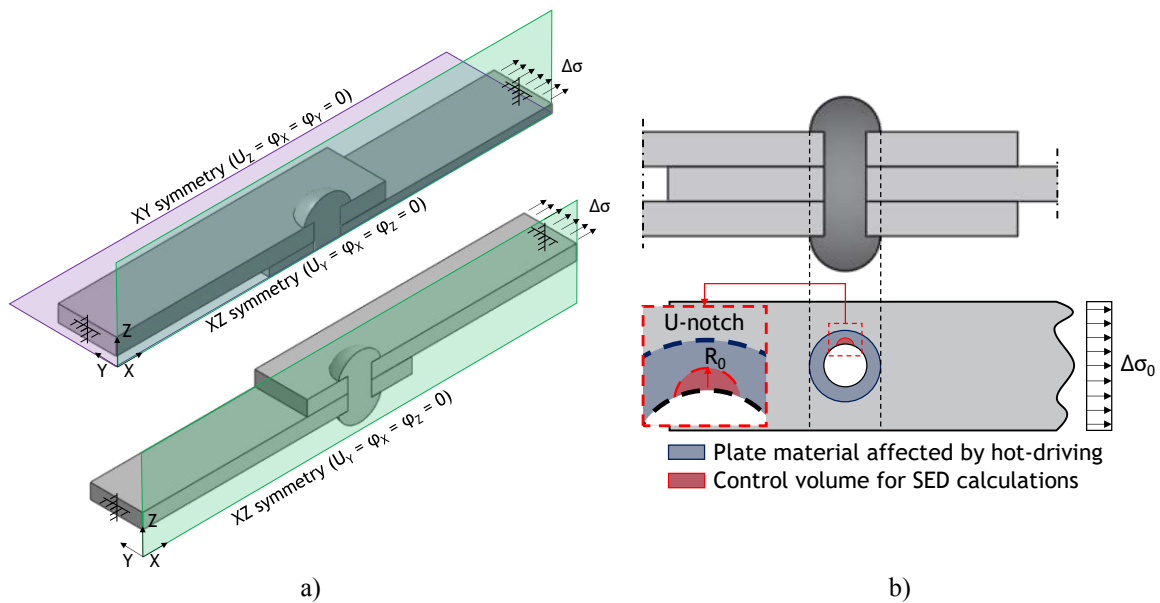 Δσ
XY symmetry (U_Z = φ_X = φ_Y = 0)
XZ symmetry (U_Y = φ_X = φ_Z = 0)
Z
Y
X
Δσ
XZ symmetry (U_Y = φ_X = φ_Z = 0)
Z
Y
X
a)
U-notch
R_0
Δσ_0
Plate material affected by hot-driving
Control volume for SED calculations
b)